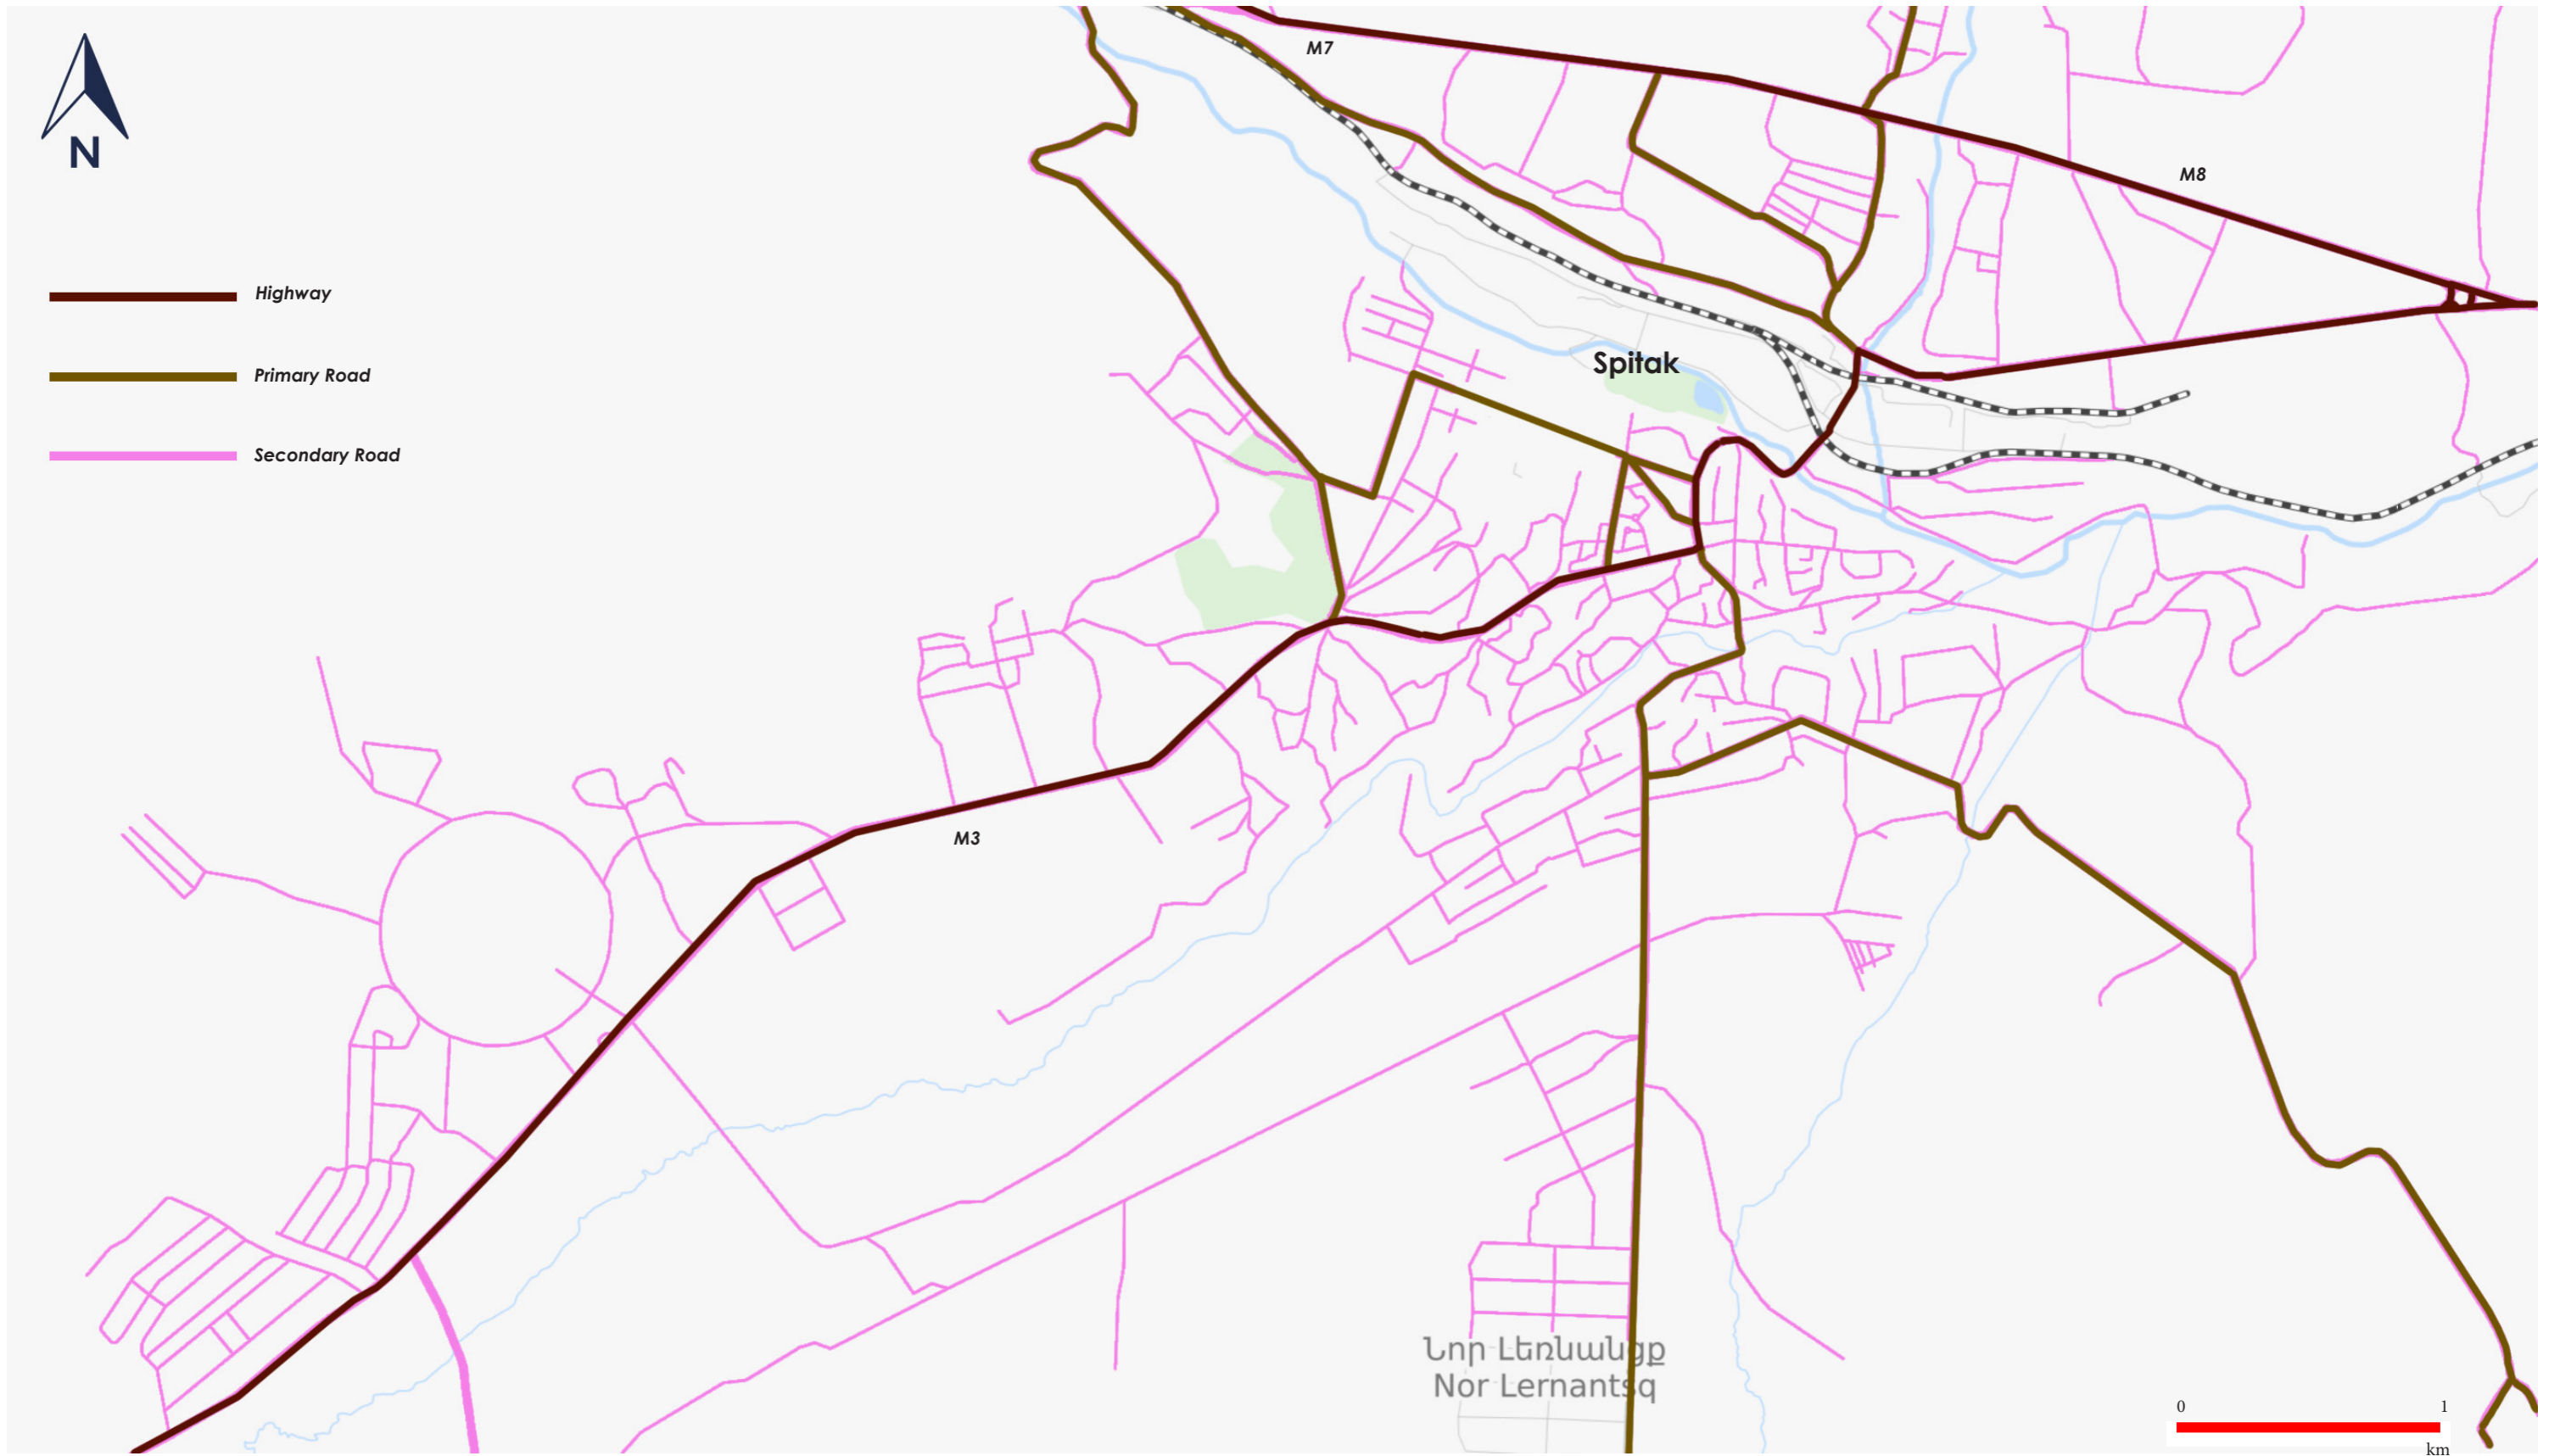 M7
N
M8
Highway
Spitak
Primary Road
Secondary Road
M3
Նոր Լեռնանցք
Nor Lernantsq
0 1
km